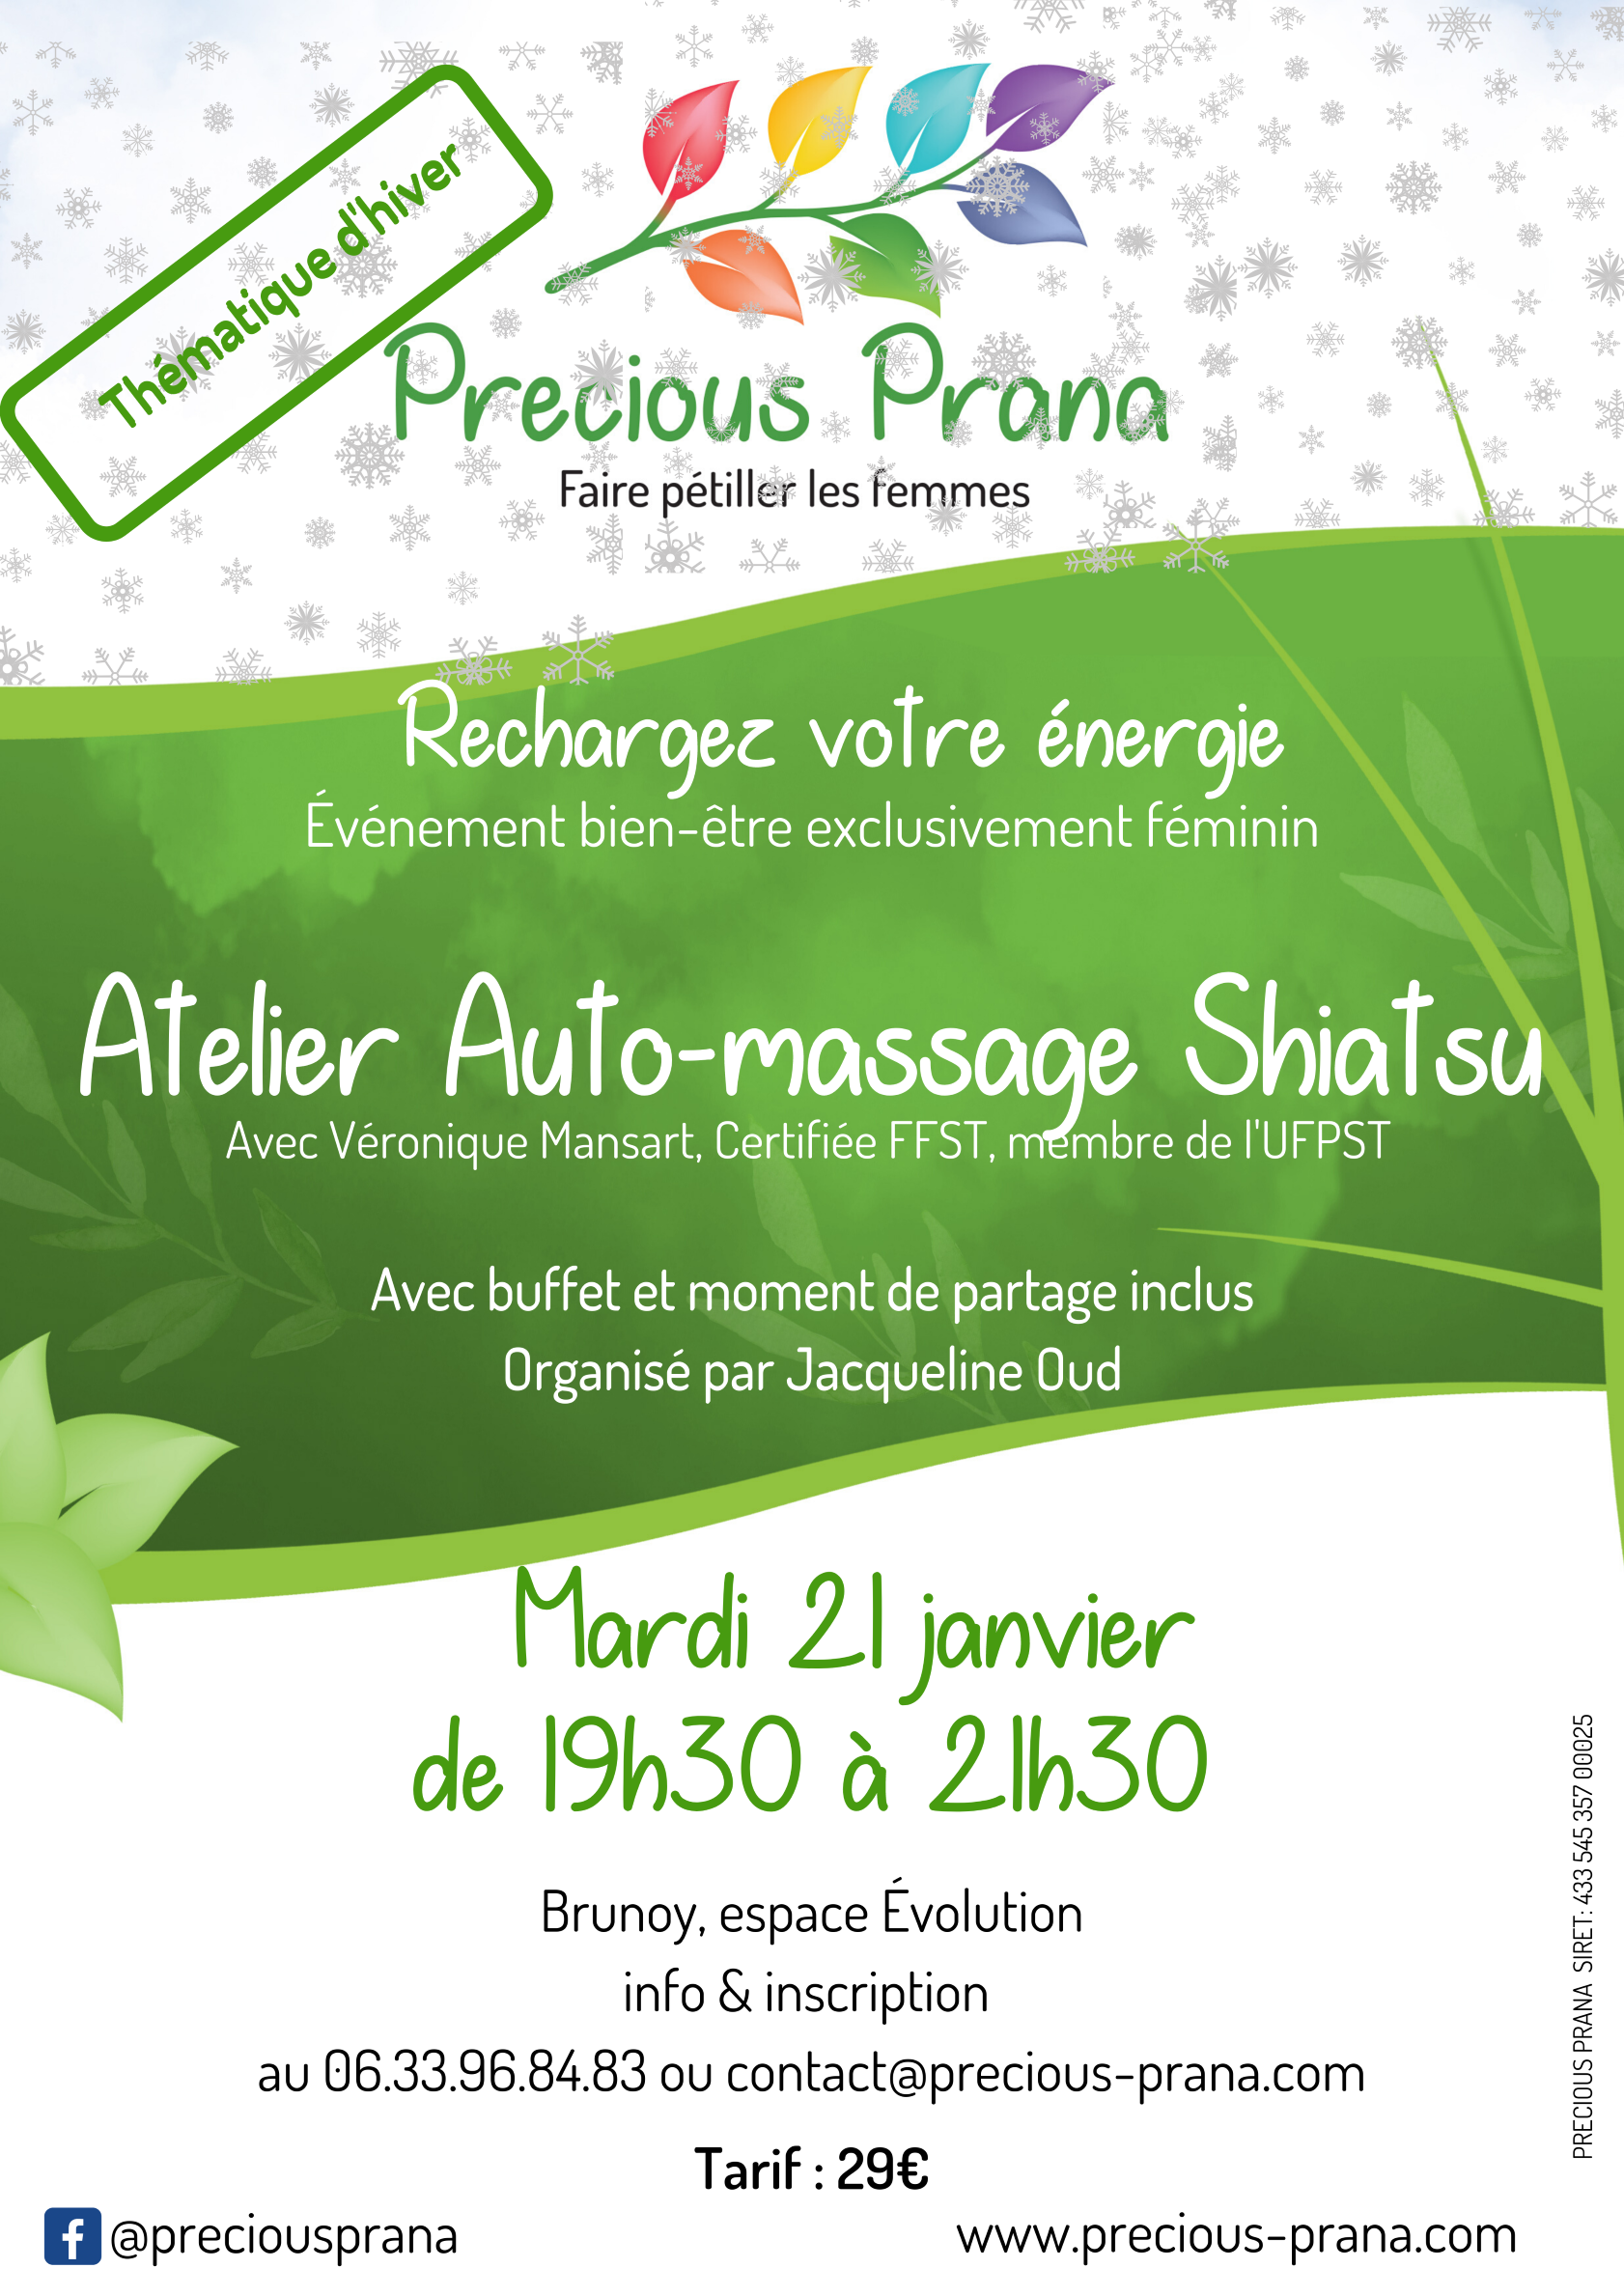 Thématique d'hiver
Precious Prana
Faire pétiller les femmes
Rechargez votre énergie
Événement bien-être exclusivement féminin
Atelier Auto-massage Shiatsu
Avec Véronique Mansart, Certifiée FFST, membre de l'UFPST
Avec buffet et moment de partage inclus
Organisé par Jacqueline Oud
Mardi 21 janvier
de 19h30 à 21h30
Brunoy, espace Évolution
info & inscription
au 06.33.96.84.83 ou contact@precious-prana.com
Tarif : 29€
@preciousprana
www.precious-prana.com
PRECIOUS PRANA SIRET: 433 545 357 00025